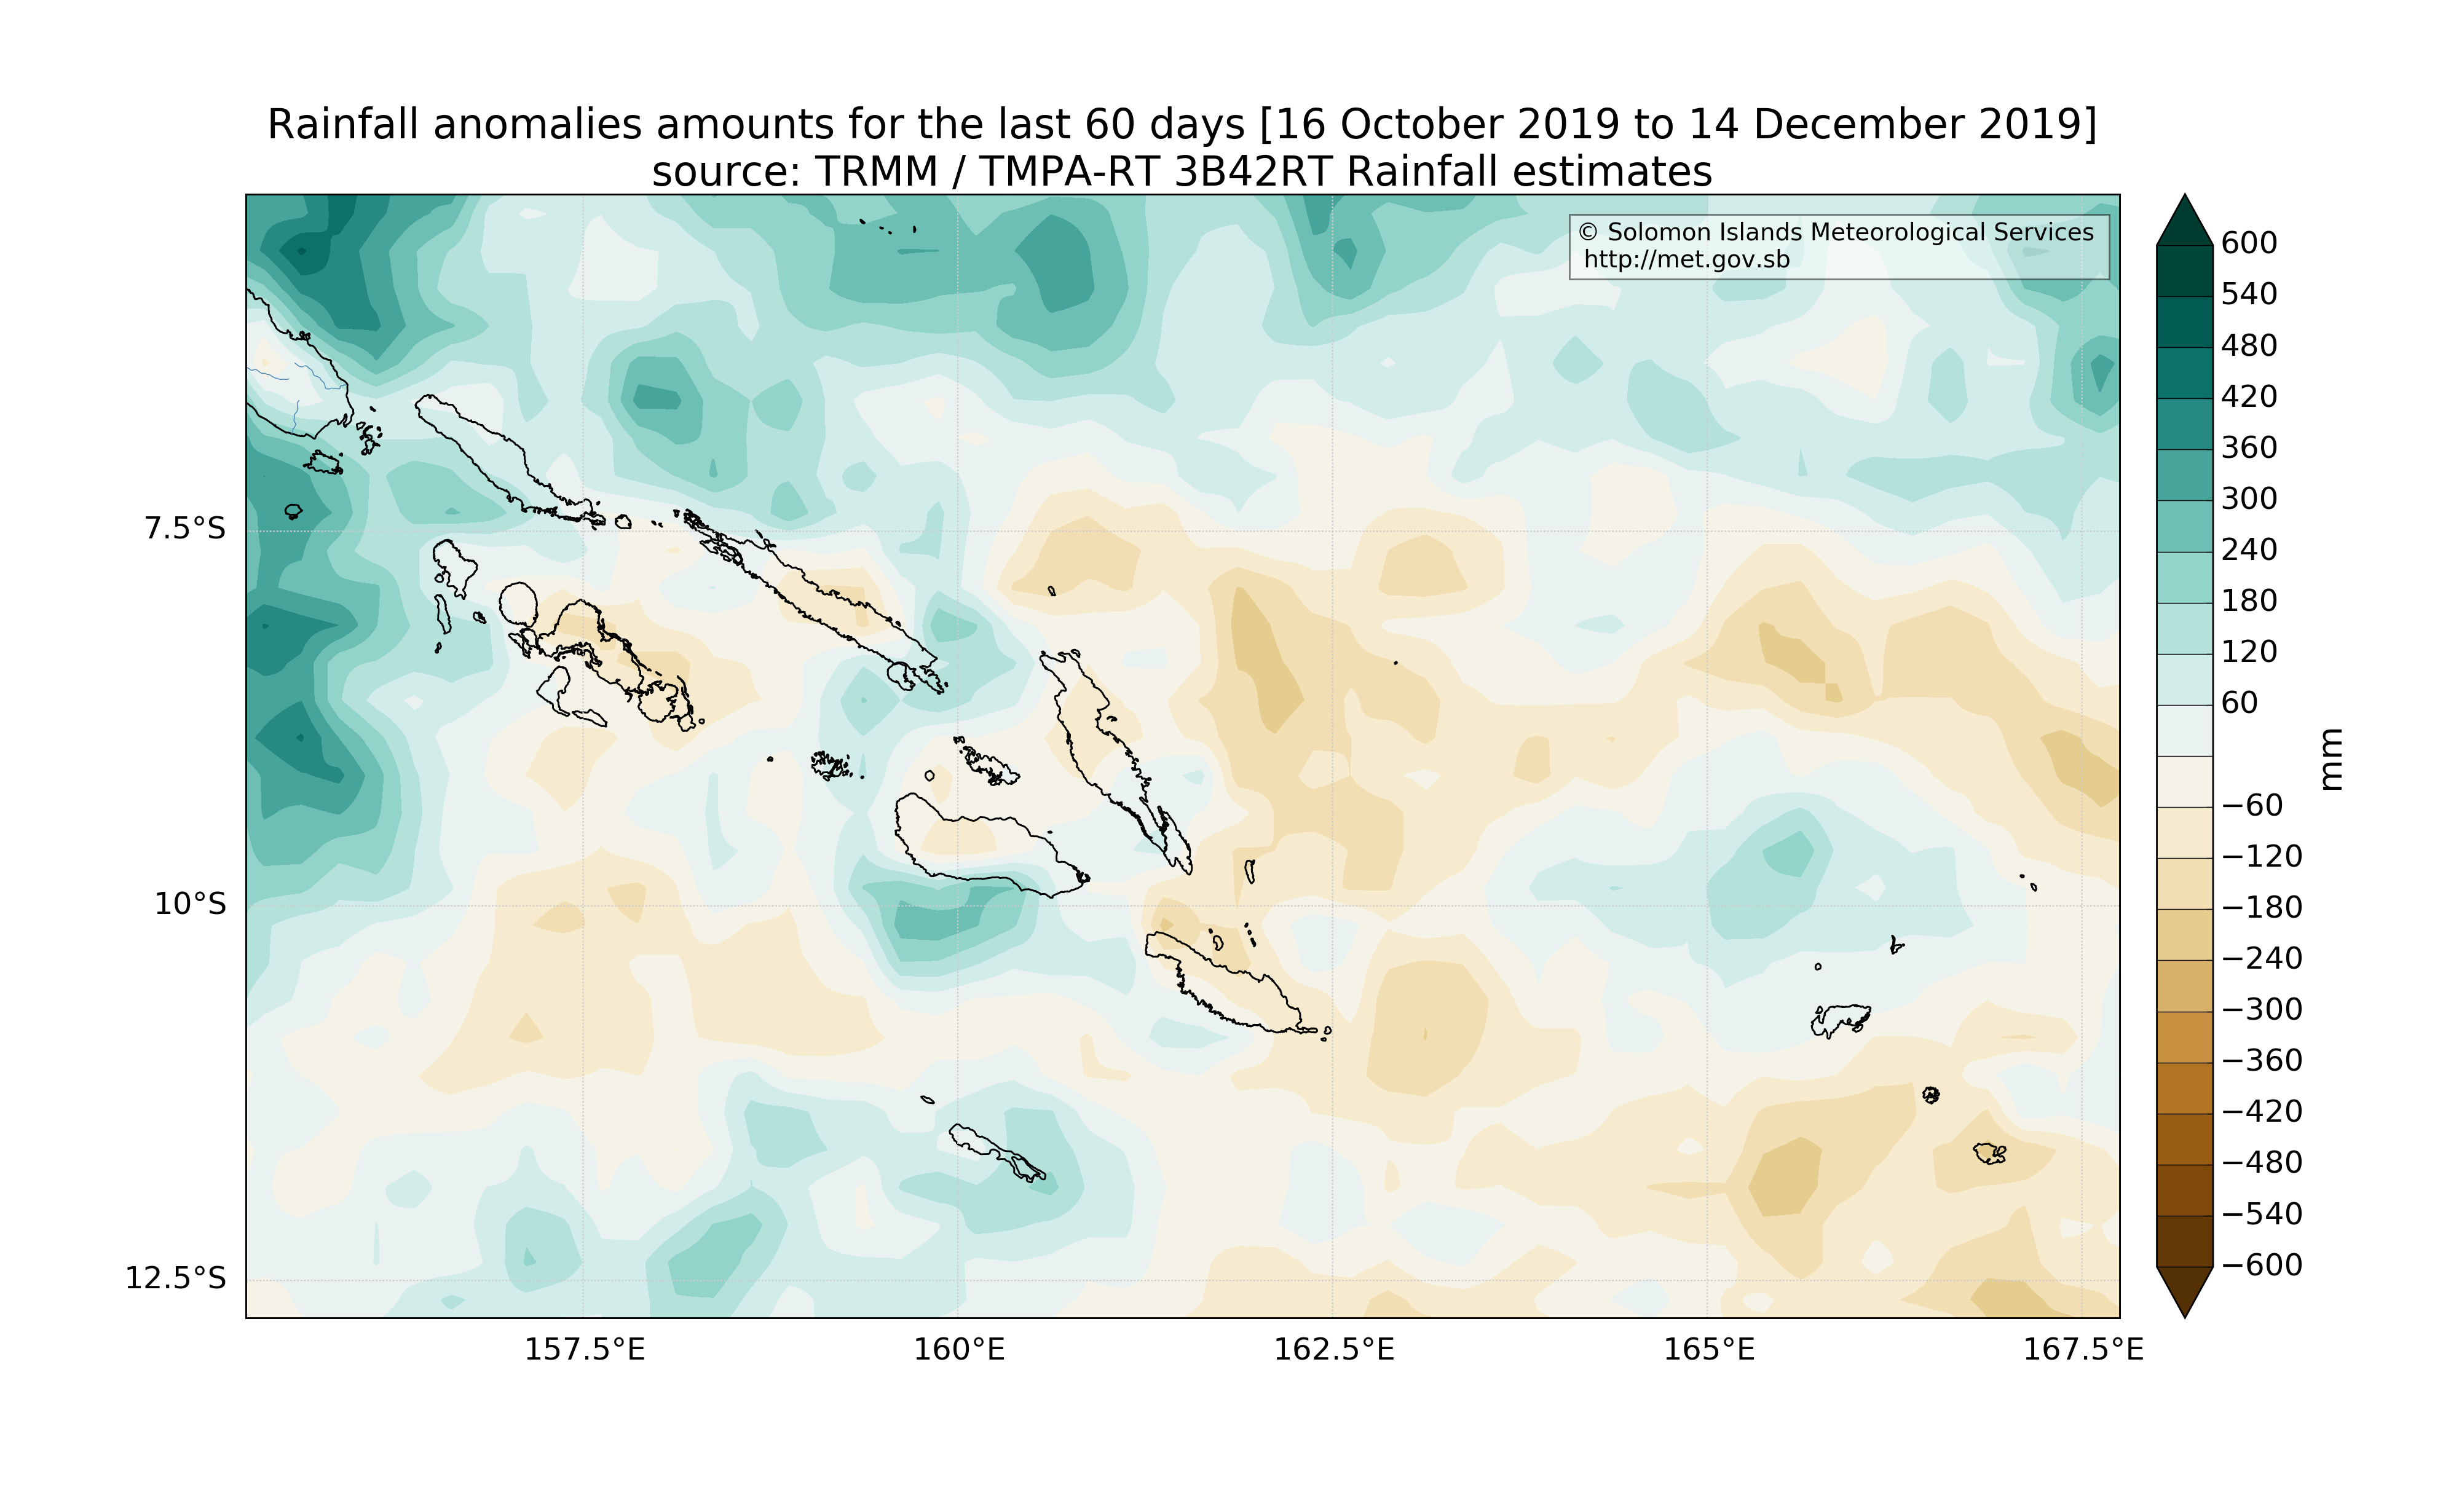 Rainfall anomalies amounts for the last 60 days [16 October 2019 to 14 December 2019]
source: TRMM / TMPA-RT 3B42RT Rainfall estimates
© Solomon Islands Meteorological Services
http://met.gov.sb
7.5°S
10°S
12.5°S
157.5°E
160°E
162.5°E
165°E
167.5°E
600
540
480
420
360
300
240
180
120
60
−60
−120
−180
−240
−300
−360
−420
−480
−540
−600
mm